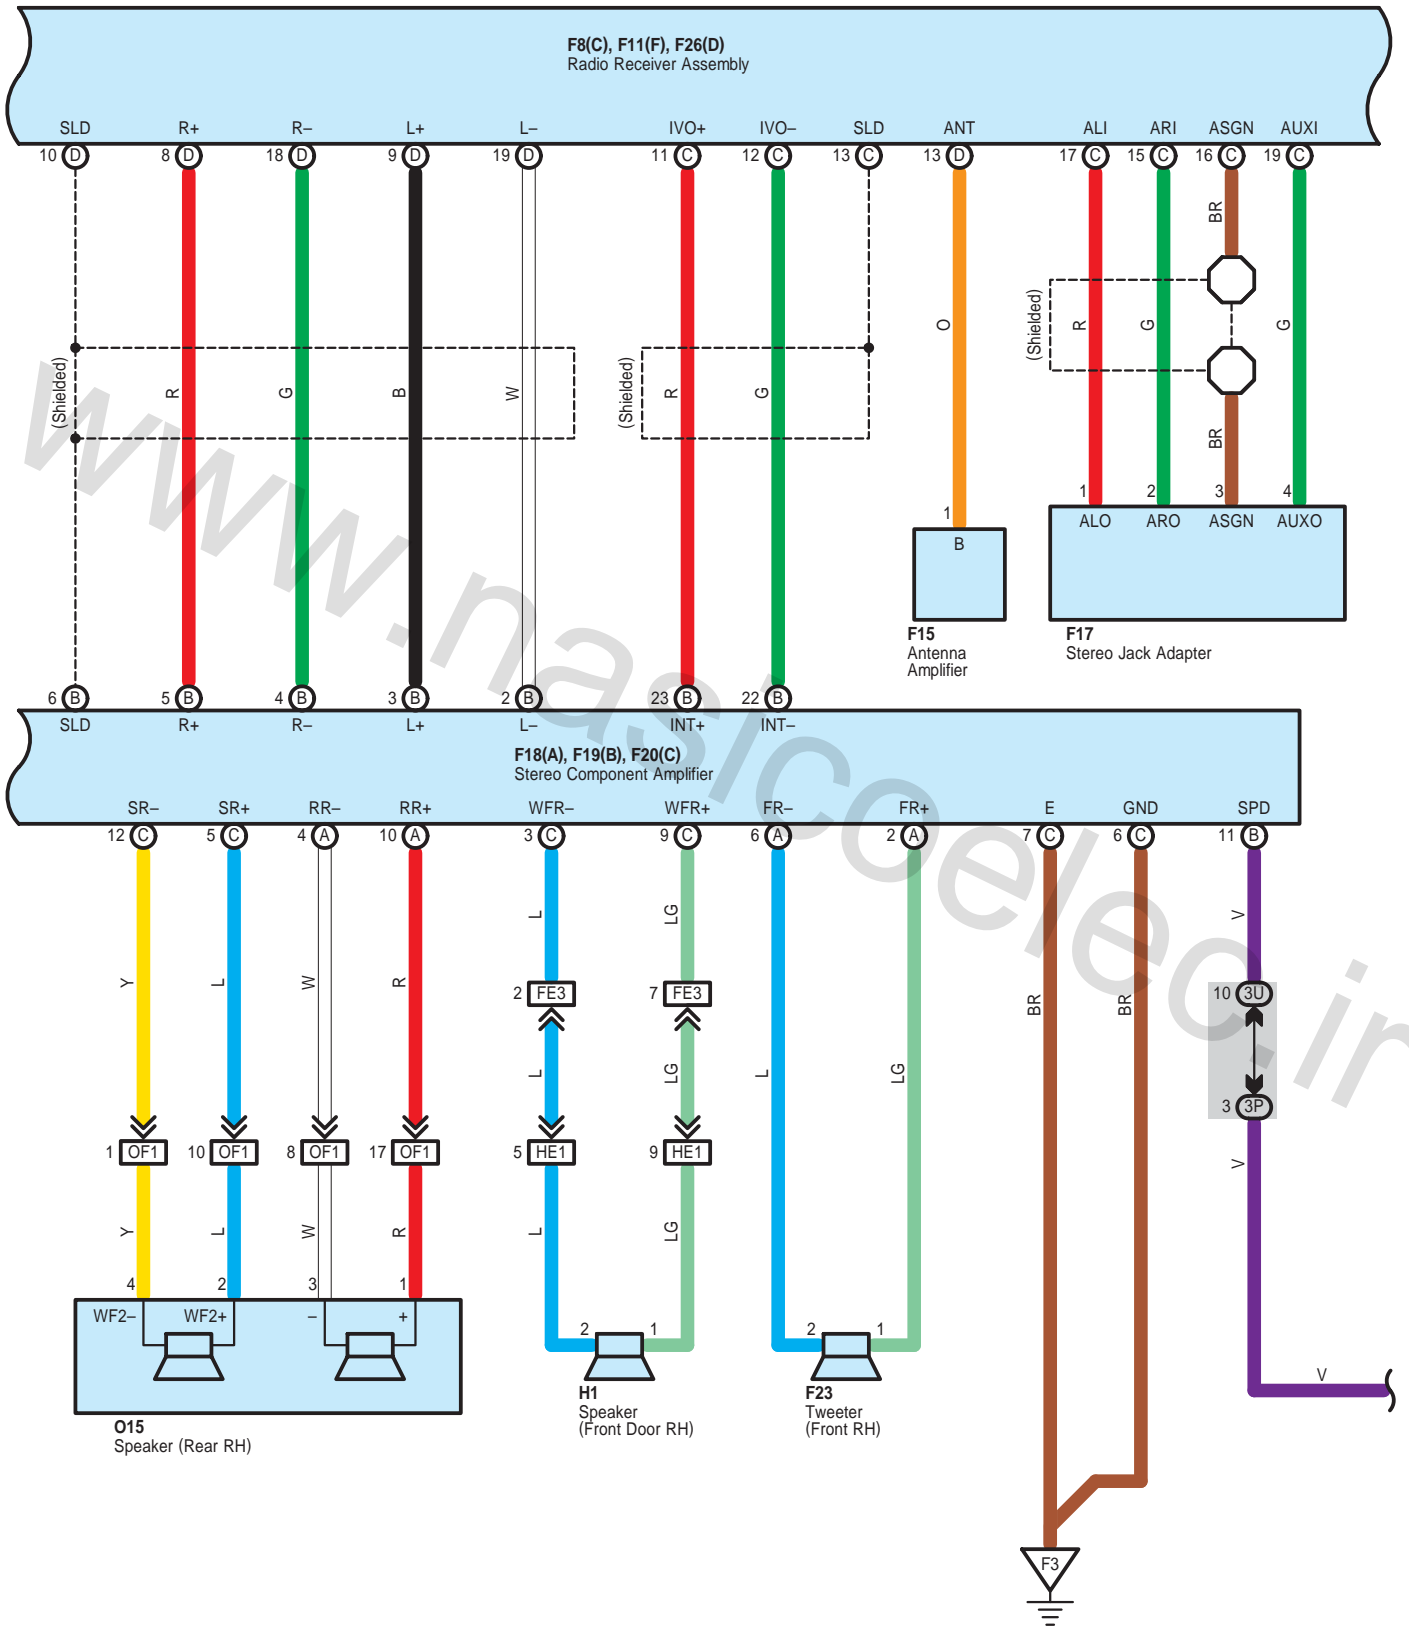 F8(C), F11(F), F26(D)
Radio Receiver Assembly
SLD R+ R– L+ L– IVO+ IVO– SLD ANT ALI ARI ASGN AUXI
10 D 8 D 18 D 9 D 19 D 11 C 12 C 13 C 13 D 17 C 15 C 16 C 19 C
BR
(Shielded) R G B W (Shielded) R G O (Shielded) R G G
BR
1 2 3 4
ALO ARO ASGN AUXO
1
B
F15
Antenna
Amplifier
F17
Stereo Jack Adapter
6 B 5 B 4 B 3 B 2 B 23 B 22 B
SLD R+ R– L+ L– INT+ INT–
F18(A), F19(B), F20(C)
Stereo Component Amplifier
SR– SR+ RR– RR+ WFR– WFR+ FR– FR+ E GND SPD
12 C 5 C 4 A 10 A 3 C 9 C 6 A 2 A 7 C 6 C 11 B
L LG V
Y L W R BR BR
2 FE3 7 FE3 10 3U
L LG L LG
3 3P
1 OF1 10 OF1 8 OF1 17 OF1 5 HE1 9 HE1
V
Y L W R L LG
4 2 3 1
WF2– WF2+ – +
2 1 2 1
V
O15
Speaker (Rear RH)
H1
Speaker
(Front Door RH)
F23
Tweeter
(Front RH)
F3
www.nasicoelec.ir